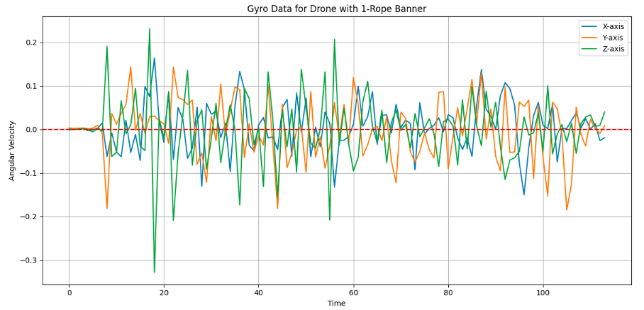 Gyro Data for Drone with 1-Rope Banner
X-axis
Y-axis
Z-axis
0.2
0.1
0.0
−0.1
−0.2
−0.3
Angular Velocity
0
20
40
60
80
100
Time